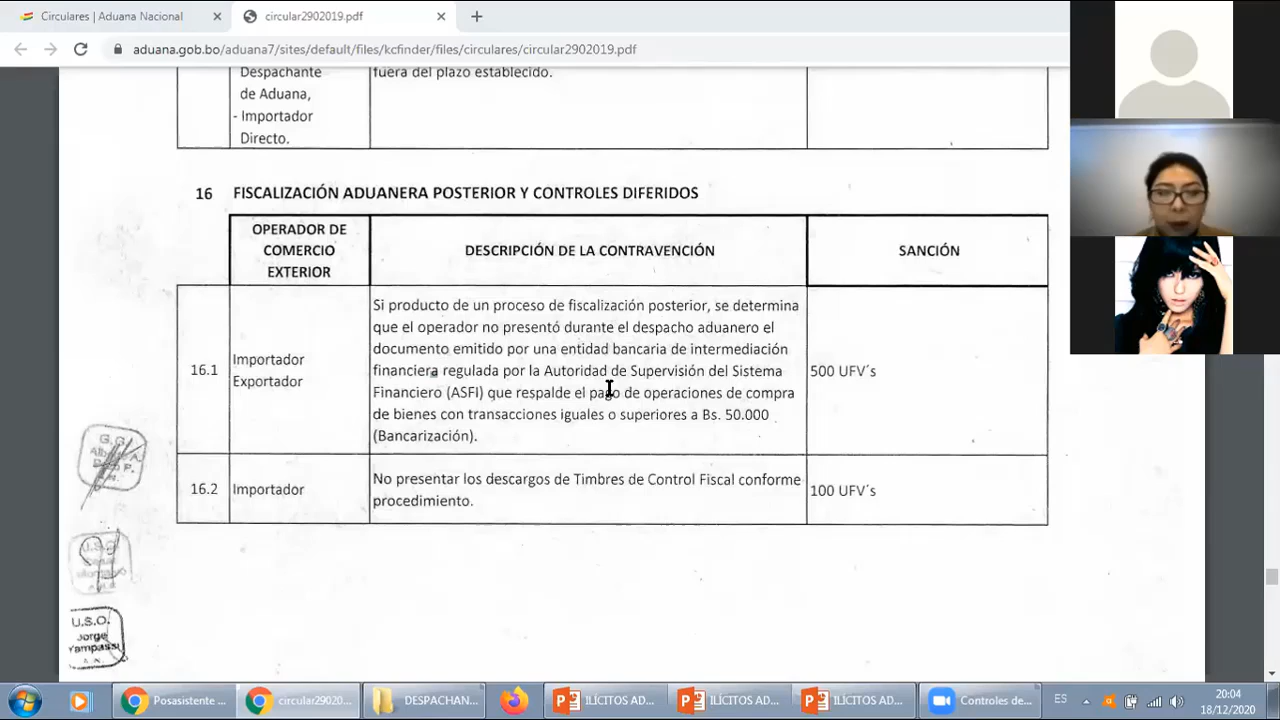 Circulares | Aduana Nacional
circular2902019.pdf
aduana.gob.bo/aduana7/sites/default/files/kcfinder/files/circulares/circular2902019.pdf
Despachante
de Aduana,
- Importador
Directo.
fuera del plazo establecido.
16 FISCALIZACIÓN ADUANERA POSTERIOR Y CONTROLES DIFERIDOS
OPERADOR DE
COMERCIO
EXTERIOR
DESCRIPCIÓN DE LA CONTRAVENCIÓN
SANCIÓN
16.1
Importador
Exportador
Si producto de un proceso de fiscalización posterior, se determina
que el operador no presentó durante el despacho aduanero el
documento emitido por una entidad bancaria de intermediación
financiera regulada por la Autoridad de Supervisión del Sistema
Financiero (ASFI) que respalde el pago de operaciones de compra
de bienes con transacciones iguales o superiores a Bs. 50.000
(Bancarización).
500 UFV´s
16.2
Importador
No presentar los descargos de Timbres de Control Fiscal conforme
procedimiento.
100 UFV´s
G.G.
U.S.O.
U.S.O.
Jorge
Yampassi
A.N.
Posasistente ...
circular29020...
DESPACHAN...
ILÍCITOS AD...
ILÍCITOS AD...
ILÍCITOS AD...
Controles de...
ES
20:04
18/12/2020